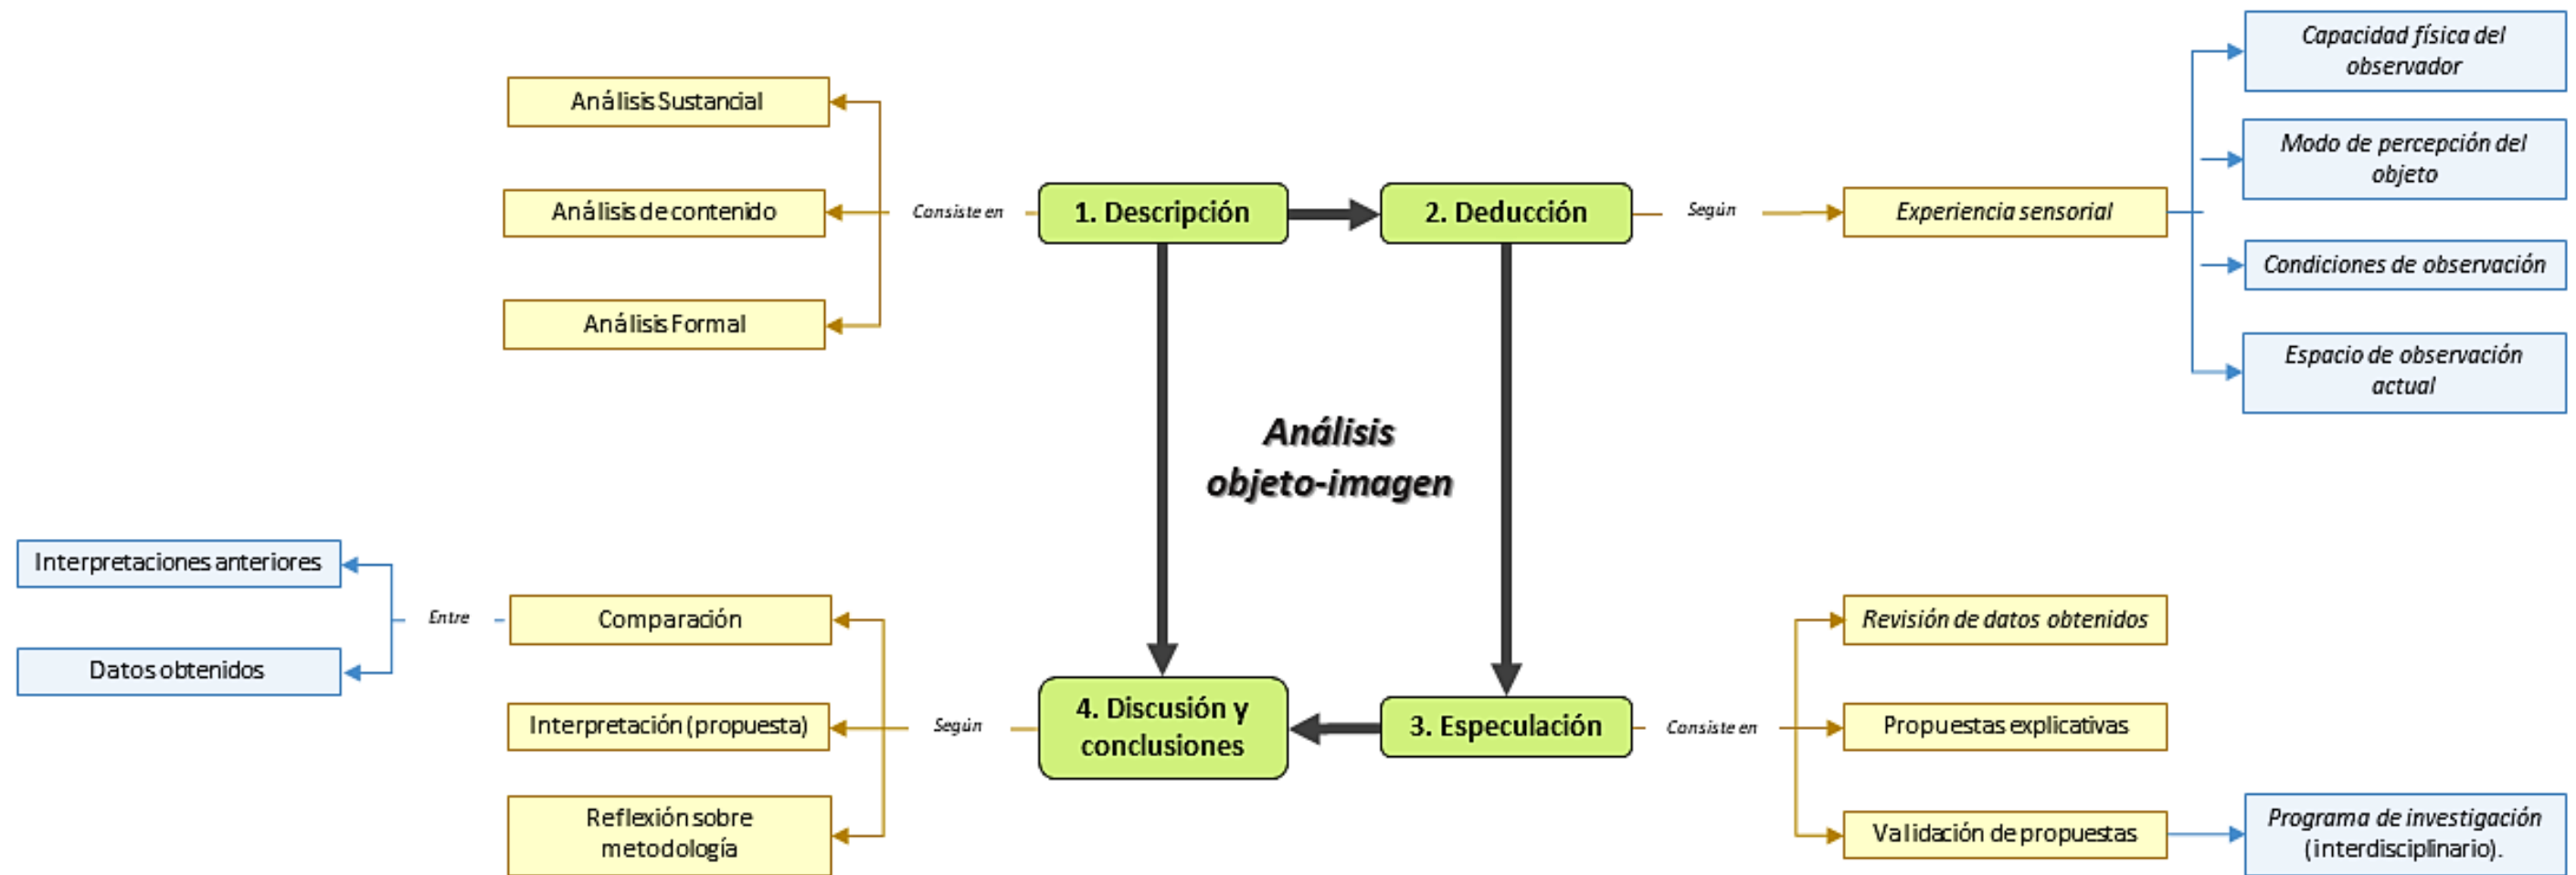 Capacidad física del
observador
Análisis Sustancial
Modo de percepción del
objeto
Análisis de contenido
Consiste en
1. Descripción
2. Deducción
Según
Experiencia sensorial
Condiciones de observación
Análisis Formal
Espacio de observación
actual
Análisis
objeto-imagen
Interpretaciones anteriores
Entre
Comparación
Revisión de datos obtenidos
Datos obtenidos
Interpretación (propuesta)
Según
4. Discusión y
conclusiones
3. Especulación
Consiste en
Propuestas explicativas
Reflexión sobre
metodología
Validación de propuestas
Programa de investigación
(interdisciplinario).